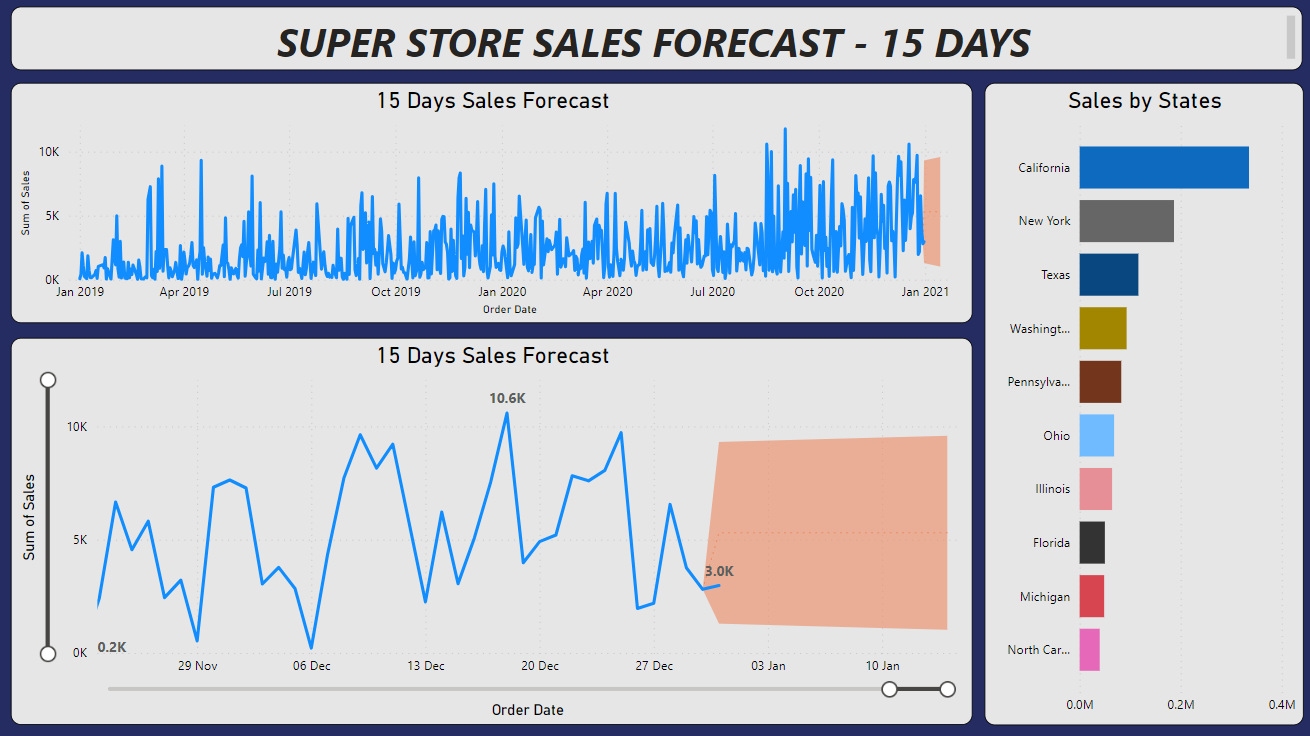 SUPER STORE SALES FORECAST - 15 DAYS
15 Days Sales Forecast
Sum of Sales
10K
5K
0K
Jan 2019 Apr 2019 Jul 2019 Oct 2019 Jan 2020 Apr 2020 Jul 2020 Oct 2020 Jan 2021
Order Date
15 Days Sales Forecast
Sum of Sales
10K
5K
0K
10.6K
3.0K
0.2K
29 Nov 06 Dec 13 Dec 20 Dec 27 Dec 03 Jan 10 Jan
Order Date
Sales by States
California
New York
Texas
Washingt...
Pennsylva...
Ohio
Illinois
Florida
Michigan
North Car...
0.0M 0.2M 0.4M